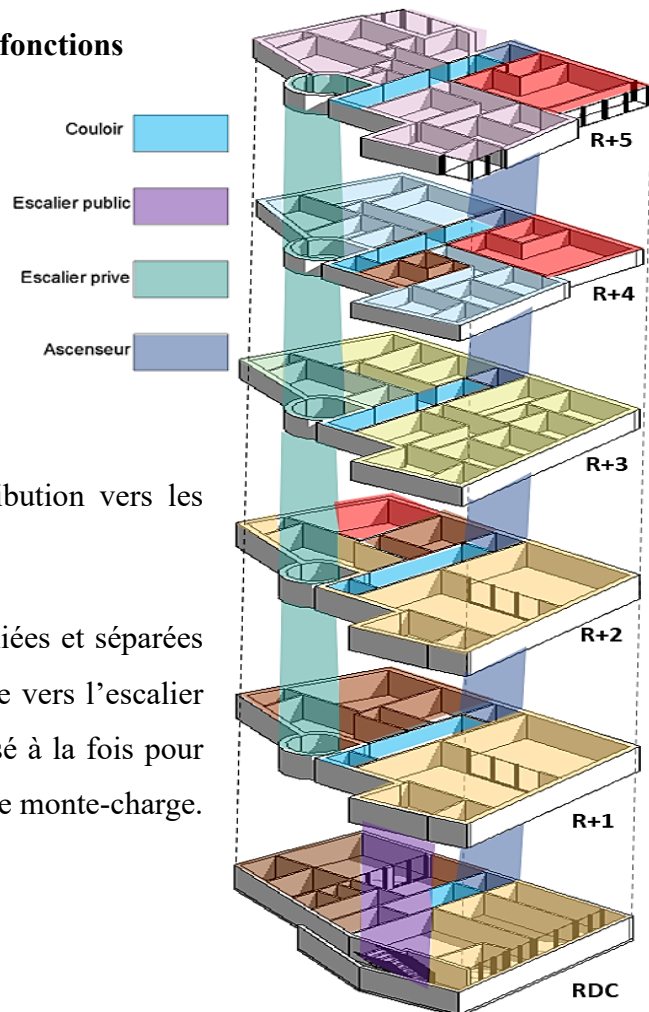 fonctions
Couloir
Escalier public
Escalier prive
Ascenseur
ibution vers les
iées et séparées
e vers l’escalier
sé à la fois pour
e monte-charge.
R+5
R+4
R+3
R+2
R+1
RDC